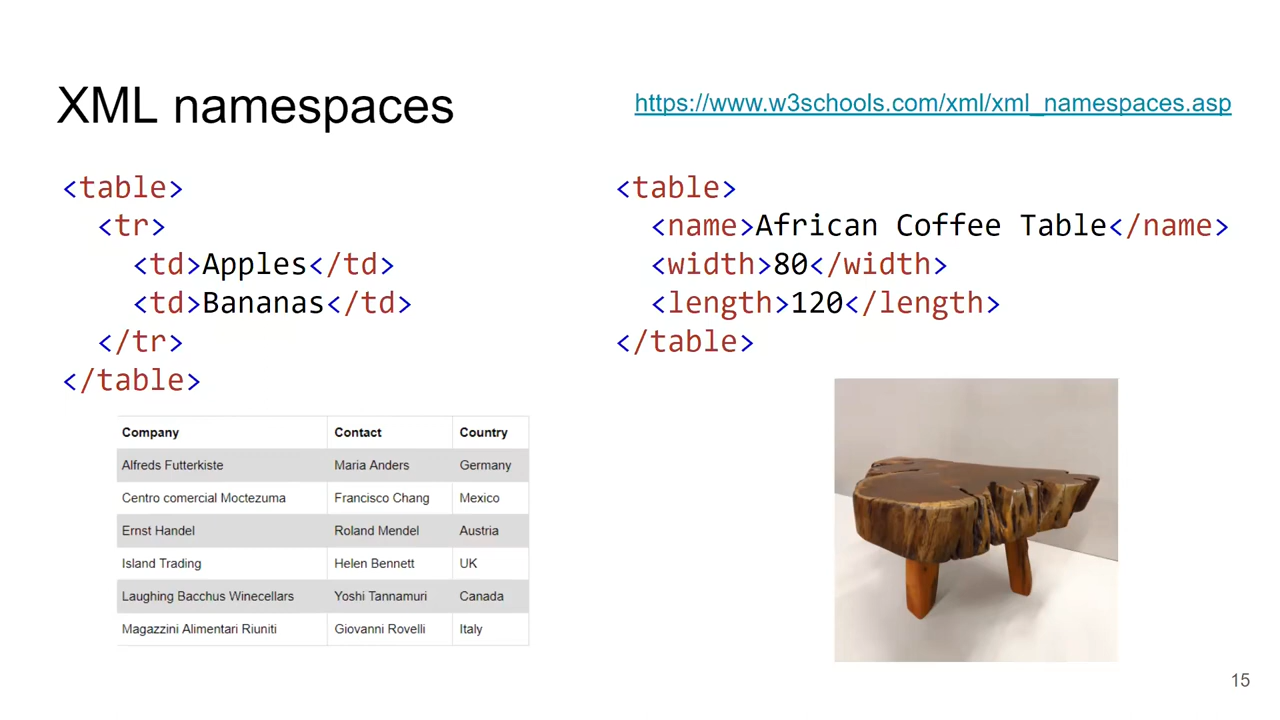 XML namespaces
https://www.w3schools.com/xml/xml_namespaces.asp
<table>
  <tr>
    <td>Apples</td>
    <td>Bananas</td>
  </tr>
</table>
<table>
  <name>African Coffee Table</name>
  <width>80</width>
  <length>120</length>
</table>
Company Contact Country
Alfreds Futterkiste Maria Anders Germany
Centro comercial Moctezuma Francisco Chang Mexico
Ernst Handel Roland Mendel Austria
Island Trading Helen Bennett UK
Laughing Bacchus Winecellars Yoshi Tannamuri Canada
Magazzini Alimentari Riuniti Giovanni Rovelli Italy
15